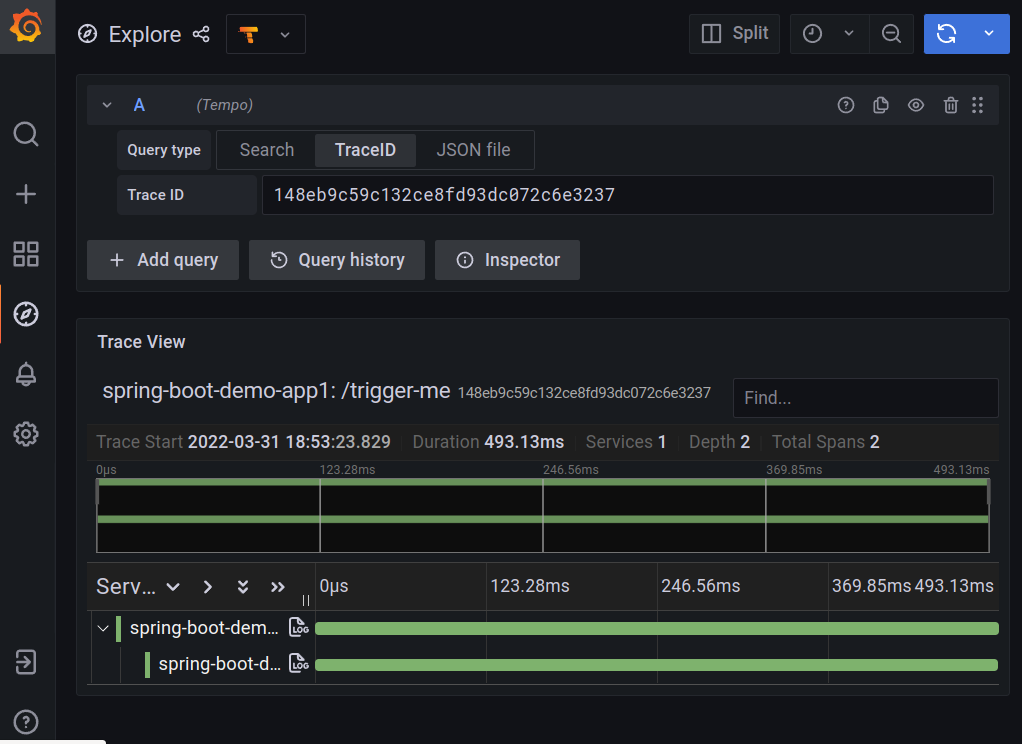 Explore
Split
A (Tempo)
Query type Search TraceID JSON file
Trace ID 148eb9c59c132ce8fd93dc072c6e3237
Add query Query history Inspector
Trace View
spring-boot-demo-app1: /trigger-me 148eb9c59c132ce8fd93dc072c6e3237 Find...
Trace Start 2022-03-31 18:53:23.829 Duration 493.13ms Services 1 Depth 2 Total Spans 2
0μs 123.28ms 246.56ms 369.85ms 493.13ms
Serv... 0μs 123.28ms 246.56ms 369.85ms 493.13ms
spring-boot-dem... LOG
spring-boot-d... LOG